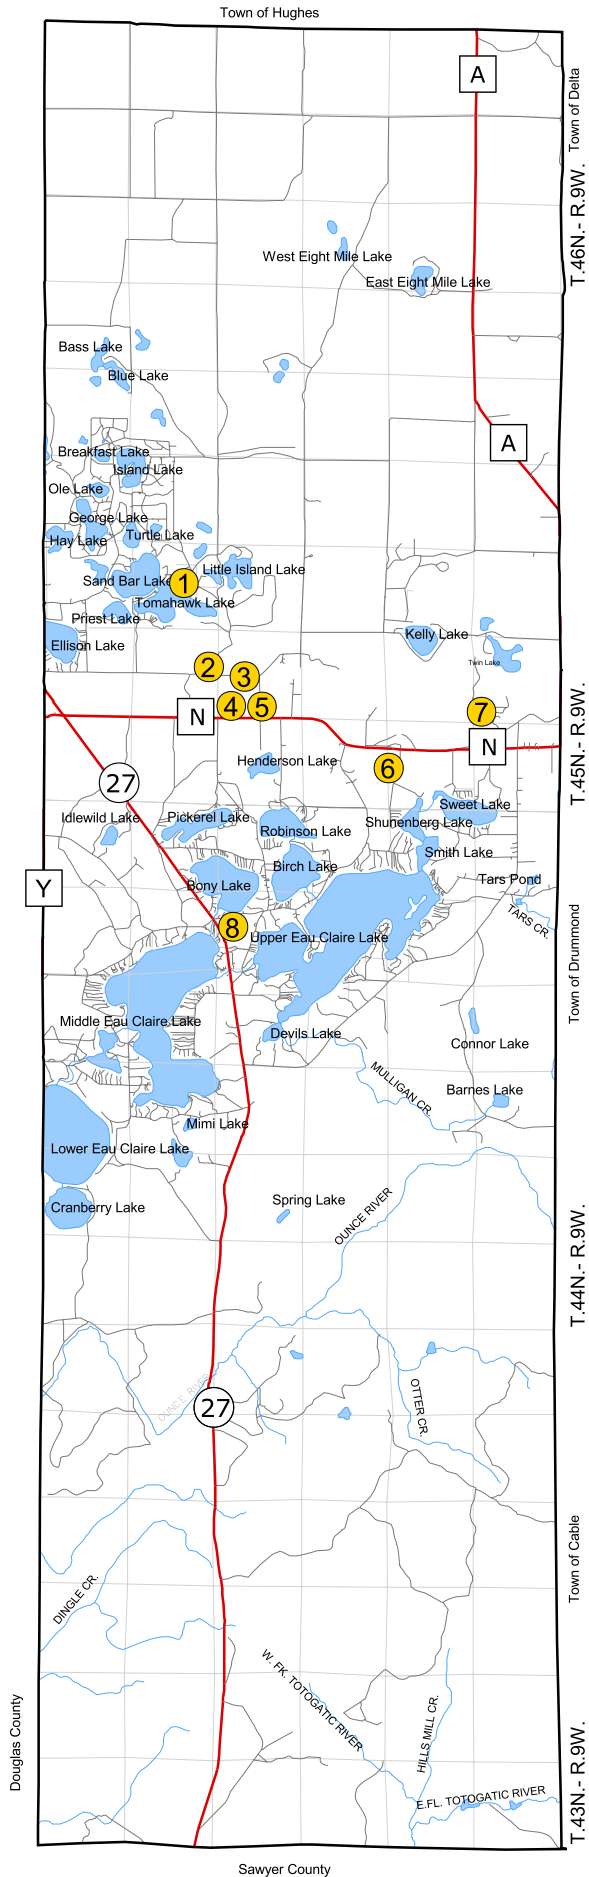 Town of Hughes
A
Town of Delta
T.46N.- R.9W.
West Eight Mile Lake
East Eight Mile Lake
Bass Lake
Blue Lake
A
Breakfast Lake
Island Lake
Ole Lake
George Lake
Turtle Lake
Hay Lake
Little Island Lake
Sand Bar Lake
1
Tomahawk Lake
Priest Lake
Kelly Lake
Ellison Lake
Twin Lake
2
3
4
5
7
N
N
T.45N.- R.9W.
Henderson Lake
6
27
Sweet Lake
Idlewild Lake
Pickerel Lake
Shunenberg Lake
Robinson Lake
Smith Lake
Birch Lake
Tars Pond
Y
Bony Lake
TARS CR.
8
Upper Eau Claire Lake
Town of Drummond
Middle Eau Claire Lake
Devils Lake
Connor Lake
MULLIGAN CR.
Barnes Lake
Mimi Lake
Lower Eau Claire Lake
Spring Lake
Cranberry Lake
OUNCE RIVER
T.44N.- R.9W.
OUNCE RIVER
27
OTTER CR.
Town of Cable
DINGLE CR.
W. FK. TOTOGATIC RIVER
HILLS MILL CR.
Douglas County
E.FL. TOTOGATIC RIVER
T.43N.- R.9W.
Sawyer County